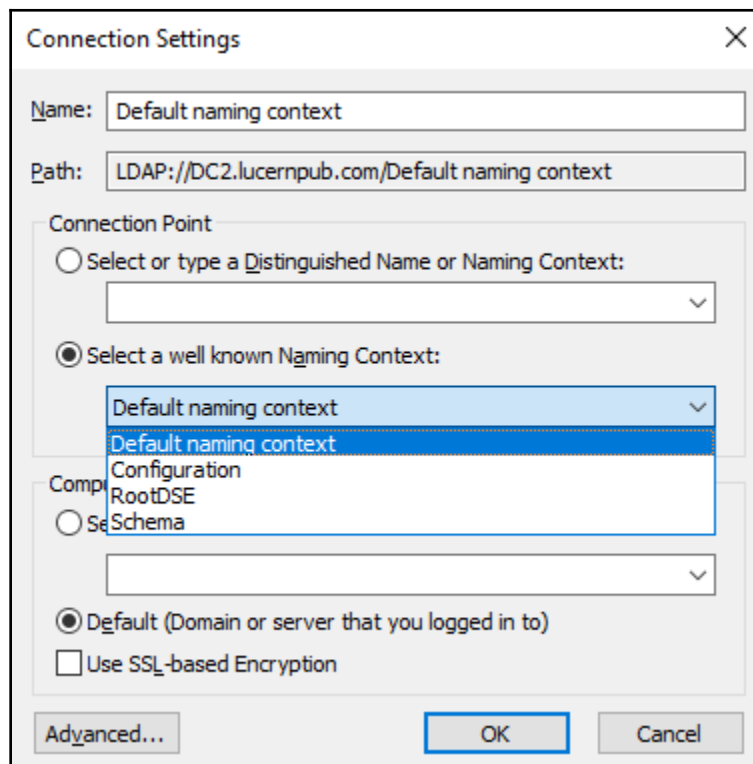 Connection Settings
Name: Default naming context
Path: LDAP://DC2.lucernpub.com/Default naming context
Connection Point
Select or type a Distinguished Name or Naming Context:
Select a well known Naming Context:
Default naming context
Default naming context
Configuration
RootDSE
Schema
Default (Domain or server that you logged in to)
Use SSL-based Encryption
Advanced... OK Cancel